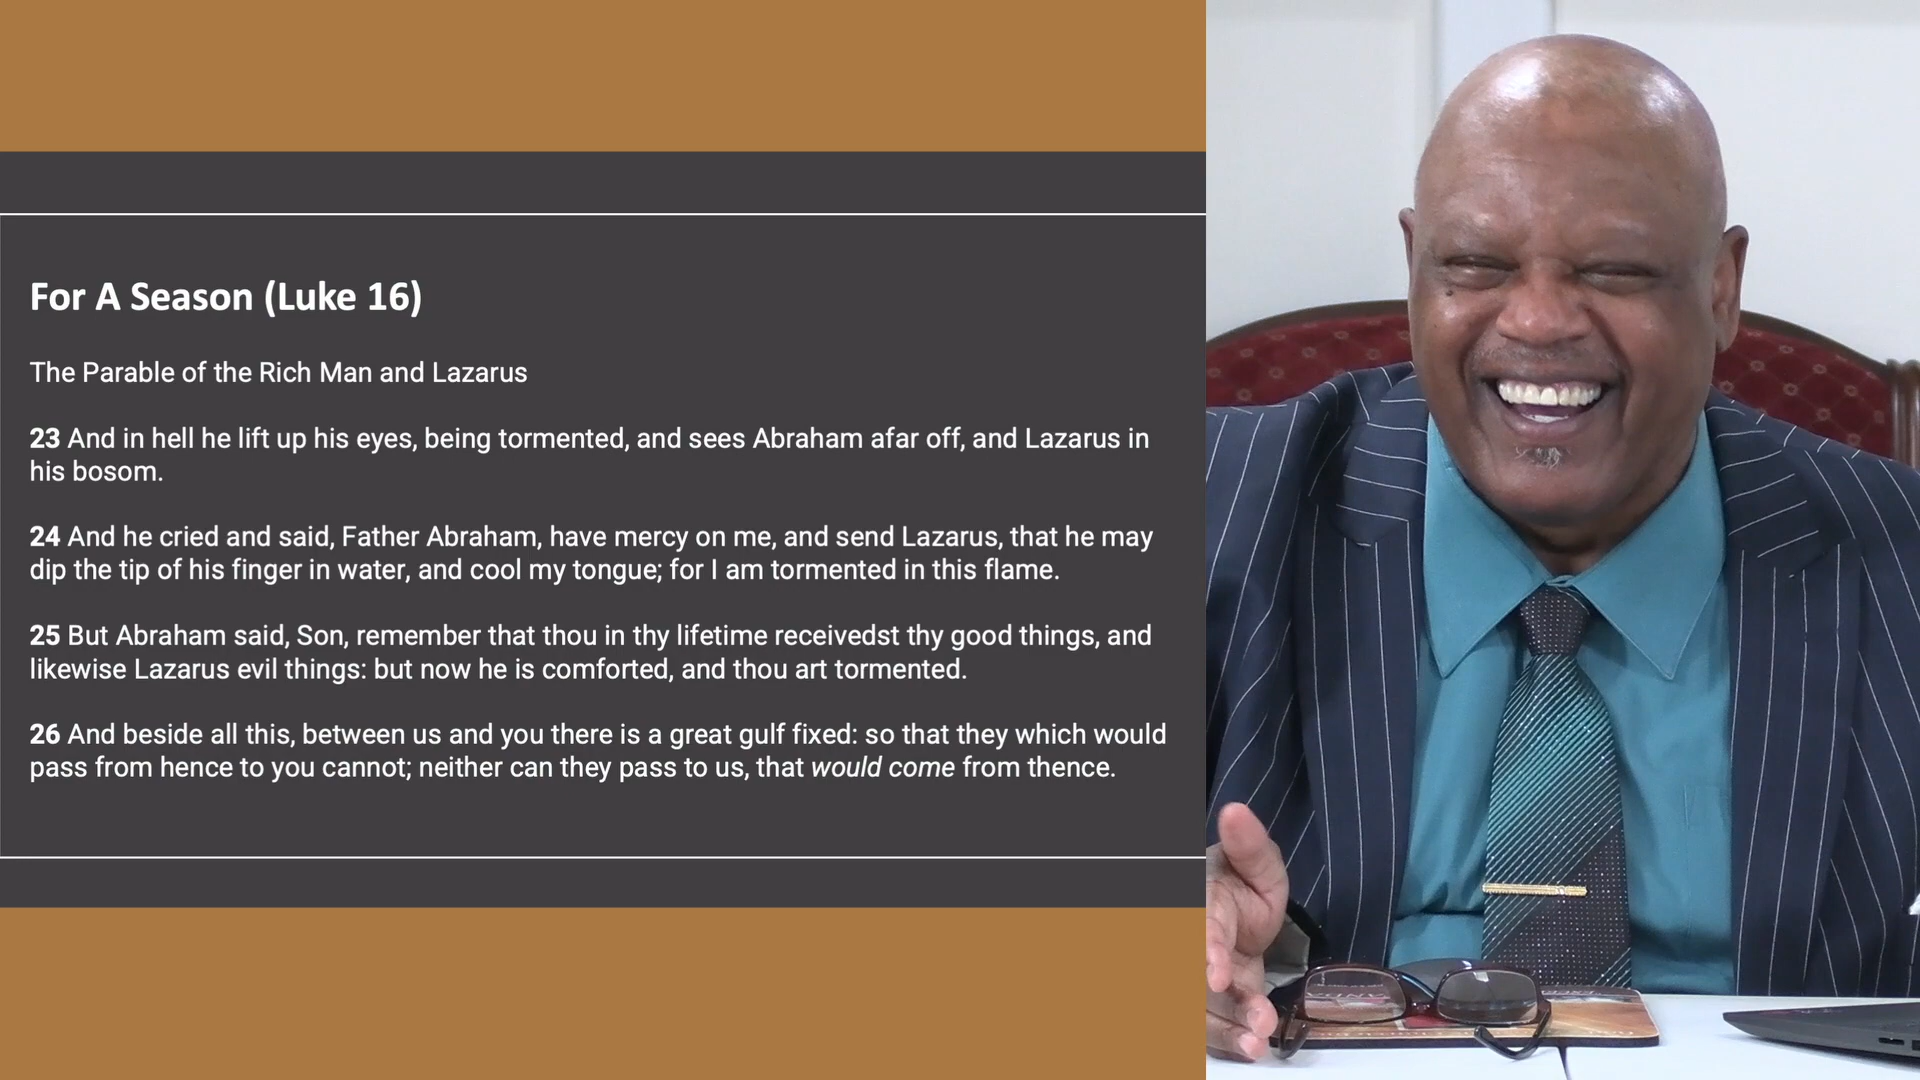 For A Season (Luke 16)
The Parable of the Rich Man and Lazarus
23 And in hell he lift up his eyes, being tormented, and sees Abraham afar off, and Lazarus in
his bosom.
24 And he cried and said, Father Abraham, have mercy on me, and send Lazarus, that he may
dip the tip of his finger in water, and cool my tongue; for I am tormented in this flame.
25 But Abraham said, Son, remember that thou in thy lifetime receivedst thy good things, and
likewise Lazarus evil things: but now he is comforted, and thou art tormented.
26 And beside all this, between us and you there is a great gulf fixed: so that they which would
pass from hence to you cannot; neither can they pass to us, that would come from thence.